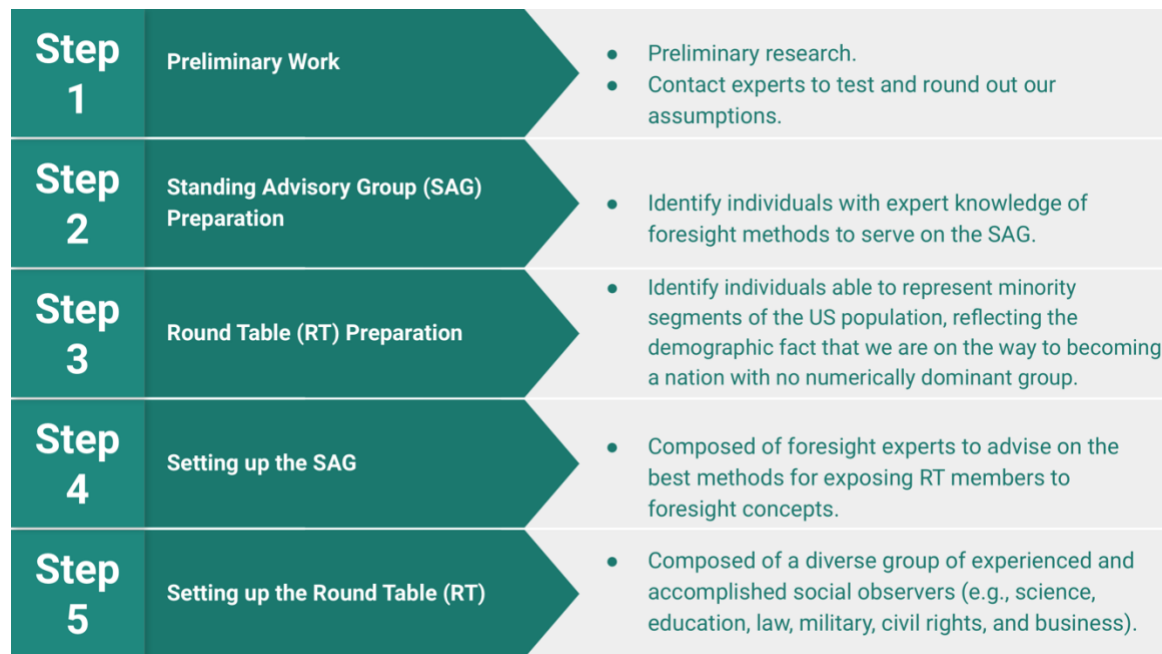 Step
1
Preliminary Work
● Preliminary research.
● Contact experts to test and round out our
assumptions.
Step
2
Standing Advisory Group (SAG)
Preparation
● Identify individuals with expert knowledge of
foresight methods to serve on the SAG.
Step
3
Round Table (RT) Preparation
● Identify individuals able to represent minority
segments of the US population, reflecting the
demographic fact that we are on the way to becoming
a nation with no numerically dominant group.
Step
4
Setting up the SAG
● Composed of foresight experts to advise on the
best methods for exposing RT members to
foresight concepts.
Step
5
Setting up the Round Table (RT)
● Composed of a diverse group of experienced and
accomplished social observers (e.g., science,
education, law, military, civil rights, and business).